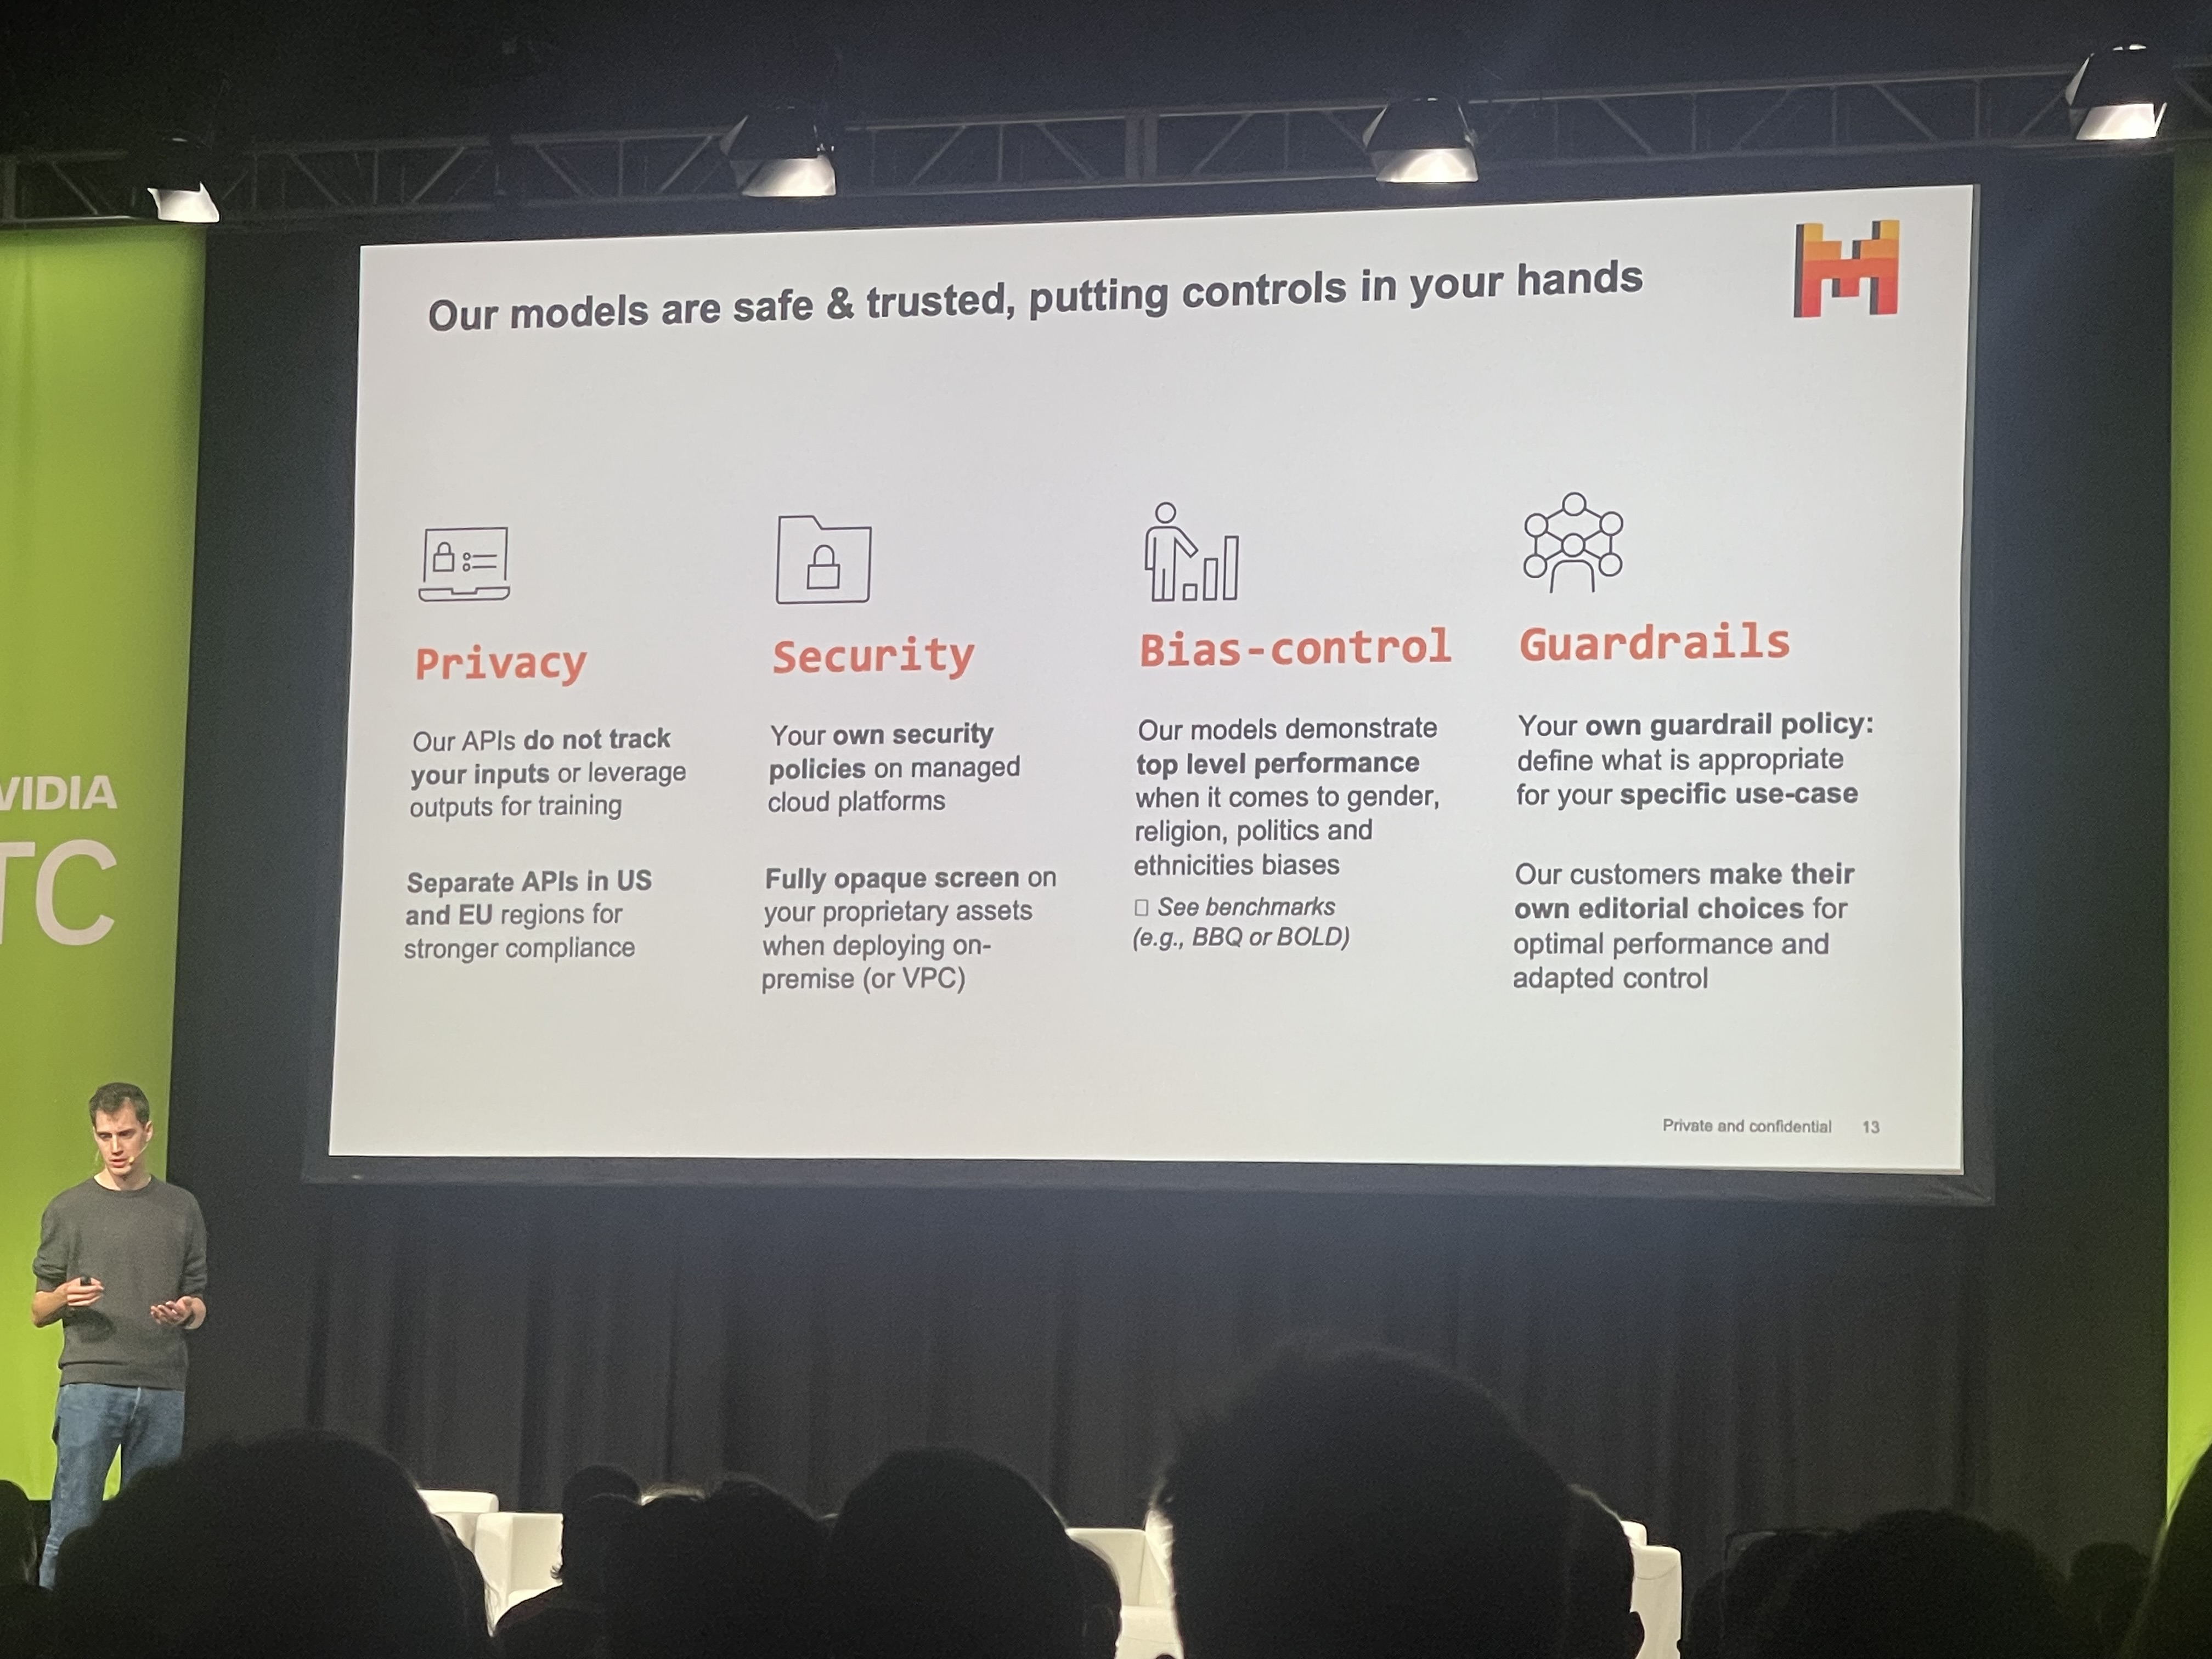 Our models are safe & trusted, putting controls in your hands
Privacy
Our APIs do not track
your inputs or leverage
outputs for training
Separate APIs in US
and EU regions for
stronger compliance
Security
Your own security
policies on managed
cloud platforms
Fully opaque screen on
your proprietary assets
when deploying on-
premise (or VPC)
Bias-control
Our models demonstrate
top level performance
when it comes to gender,
religion, politics and
ethnicities biases
See benchmarks
(e.g., BBQ or BOLD)
Guardrails
Your own guardrail policy:
define what is appropriate
for your specific use-case
Our customers make their
own editorial choices for
optimal performance and
adapted control
Private and confidential 13
VIDIA
TC